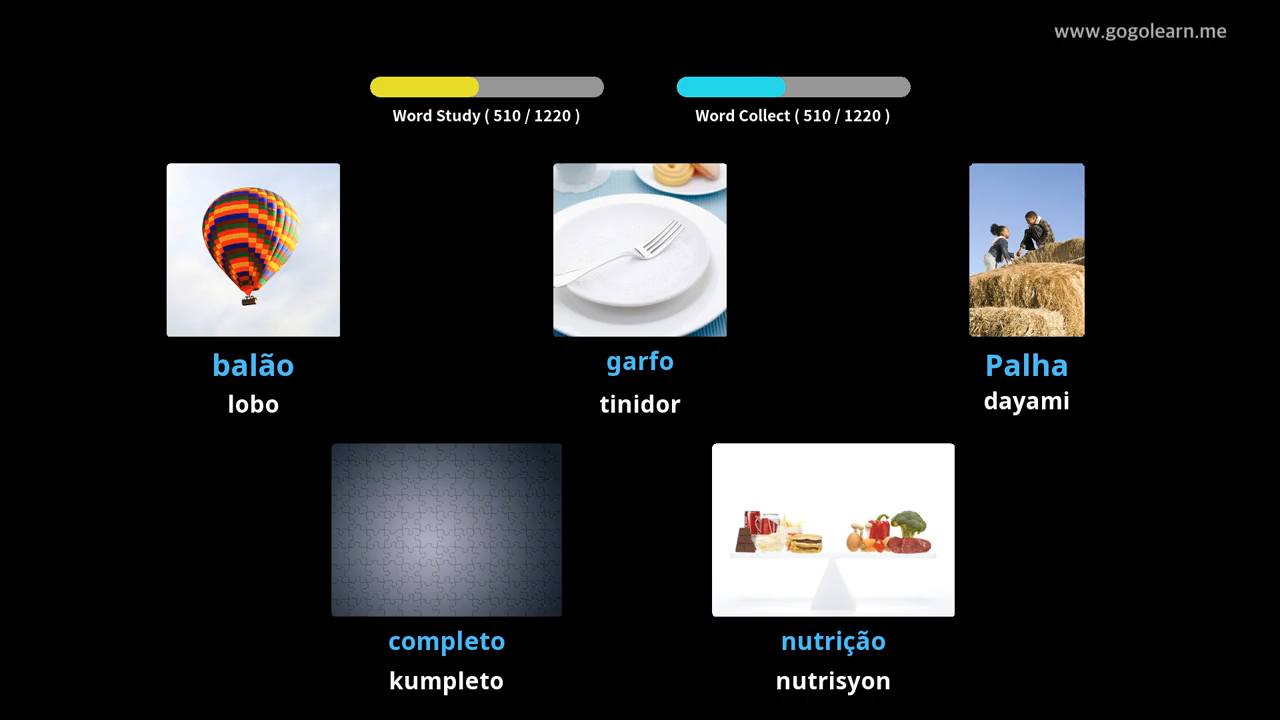 www.gogolearn.me
Word Study ( 510 / 1220 )
Word Collect ( 510 / 1220 )
balão
lobo
garfo
tinidor
Palha
dayami
completo
kumpleto
nutrição
nutrisyon